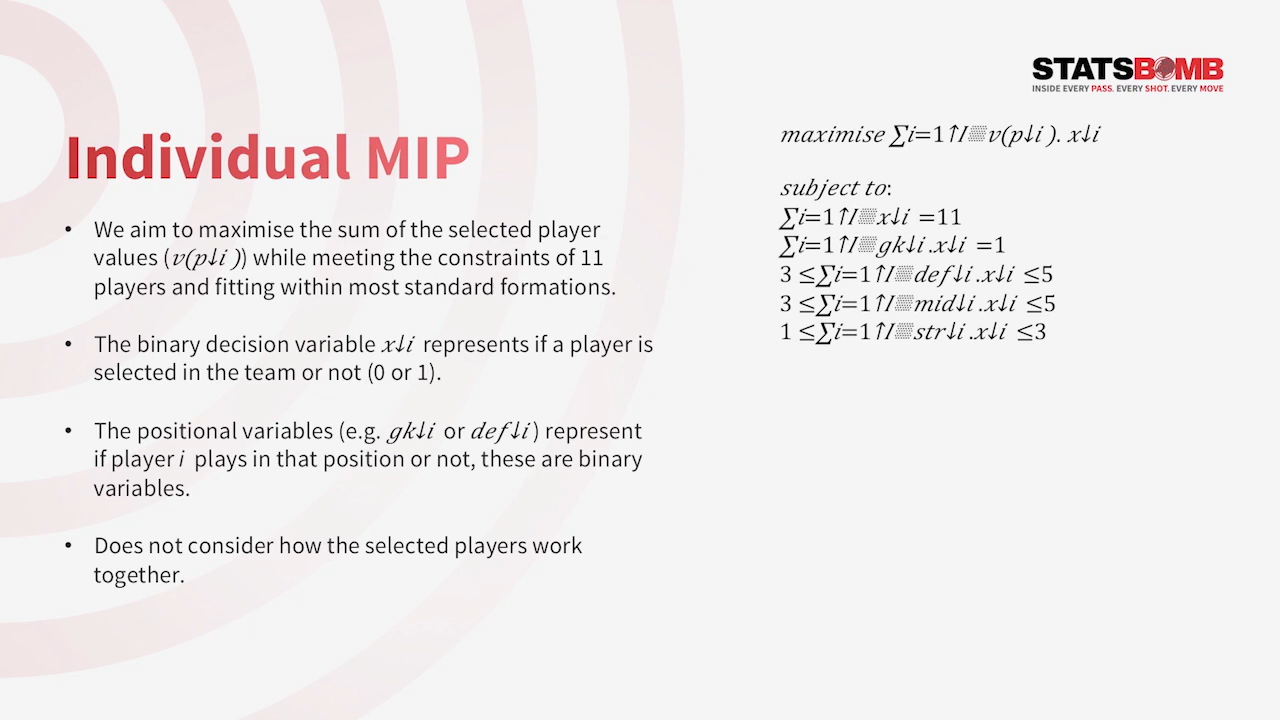 STATSBOMB
INSIDE EVERY PASS. EVERY SHOT. EVERY MOVE
Individual MIP
• We aim to maximise the sum of the selected player
values (v(p↓i )) while meeting the constraints of 11
players and fitting within most standard formations.
• The binary decision variable x↓i represents if a player is
selected in the team or not (0 or 1).
• The positional variables (e.g. gk↓i or def↓i ) represent
if player i plays in that position or not, these are binary
variables.
• Does not consider how the selected players work
together.
maximise ∑i=1↑I▒v(p↓i ). x↓i
subject to:
∑i=1↑I▒x↓i =11
∑i=1↑I▒gk↓i .x↓i =1
3 ≤∑i=1↑I▒def↓i .x↓i ≤5
3 ≤∑i=1↑I▒mid↓i .x↓i ≤5
1 ≤∑i=1↑I▒str↓i .x↓i ≤3